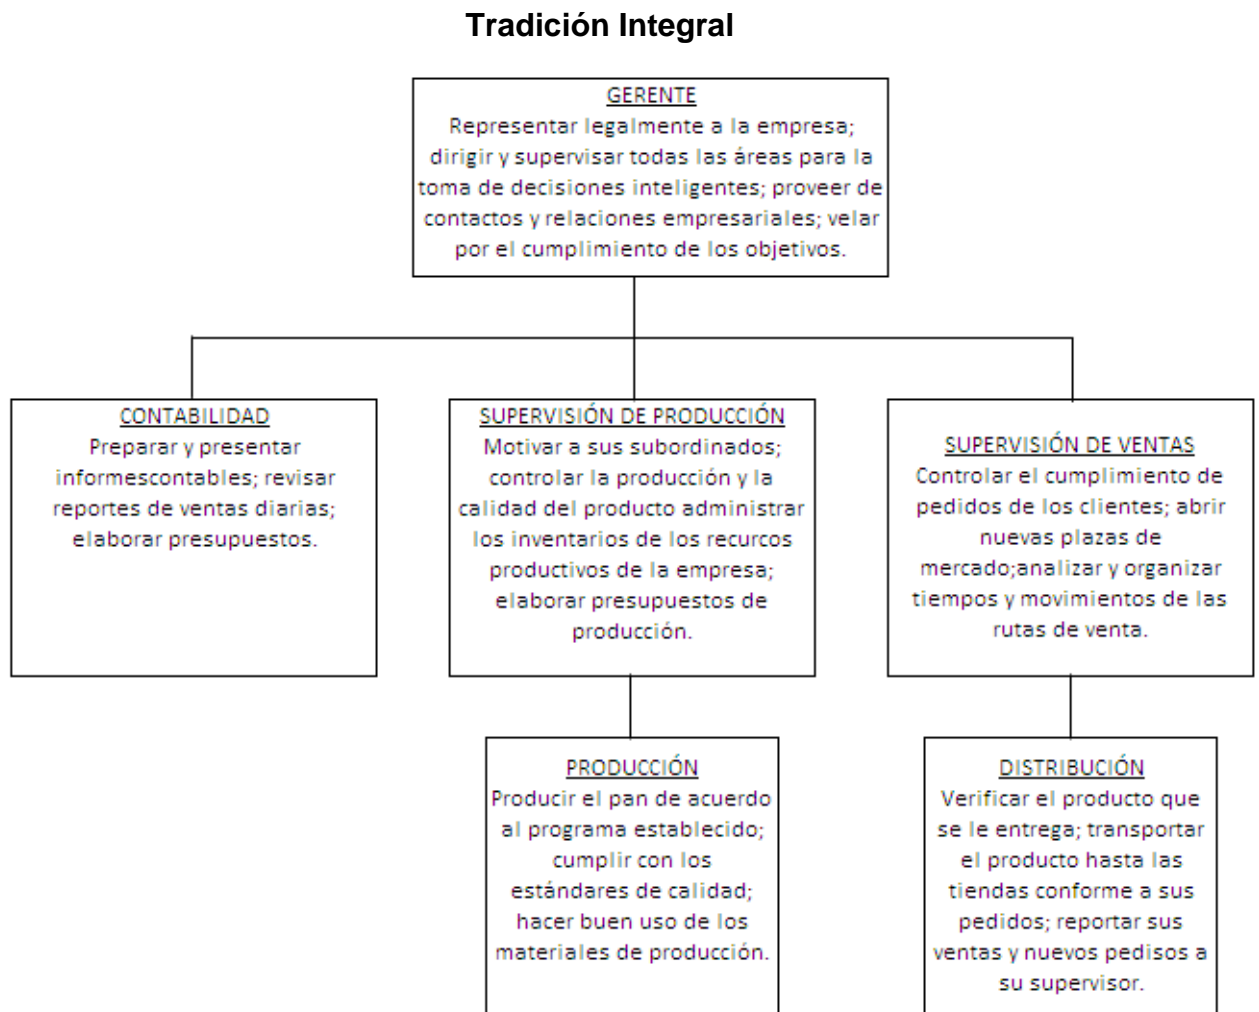 Tradición Integral
GERENTE
Representar legalmente a la empresa;
dirigir y supervisar todas las áreas para la
toma de decisiones inteligentes; proveer de
contactos y relaciones empresariales; velar
por el cumplimiento de los objetivos.
CONTABILIDAD
Preparar y presentar
informescontables; revisar
reportes de ventas diarias;
elaborar presupuestos.
SUPERVISIÓN DE PRODUCCIÓN
Motivar a sus subordinados;
controlar la producción y la
calidad del producto administrar
los inventarios de los recurcos
productivos de la empresa;
elaborar presupuestos de
producción.
SUPERVISIÓN DE VENTAS
Controlar el cumplimiento de
pedidos de los clientes; abrir
nuevas plazas de
mercado;analizar y organizar
tiempos y movimientos de las
rutas de venta.
PRODUCCIÓN
Producir el pan de acuerdo
al programa establecido;
cumplir con los
estándares de calidad;
hacer buen uso de los
materiales de producción.
DISTRIBUCIÓN
Verificar el producto que
se le entrega; transportar
el producto hasta las
tiendas conforme a sus
pedidos; reportar sus
ventas y nuevos pedisos a
su supervisor.